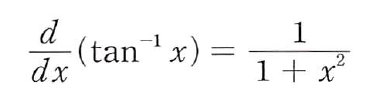 d/dx (tan⁻¹ x) = 1/(1 + x²)